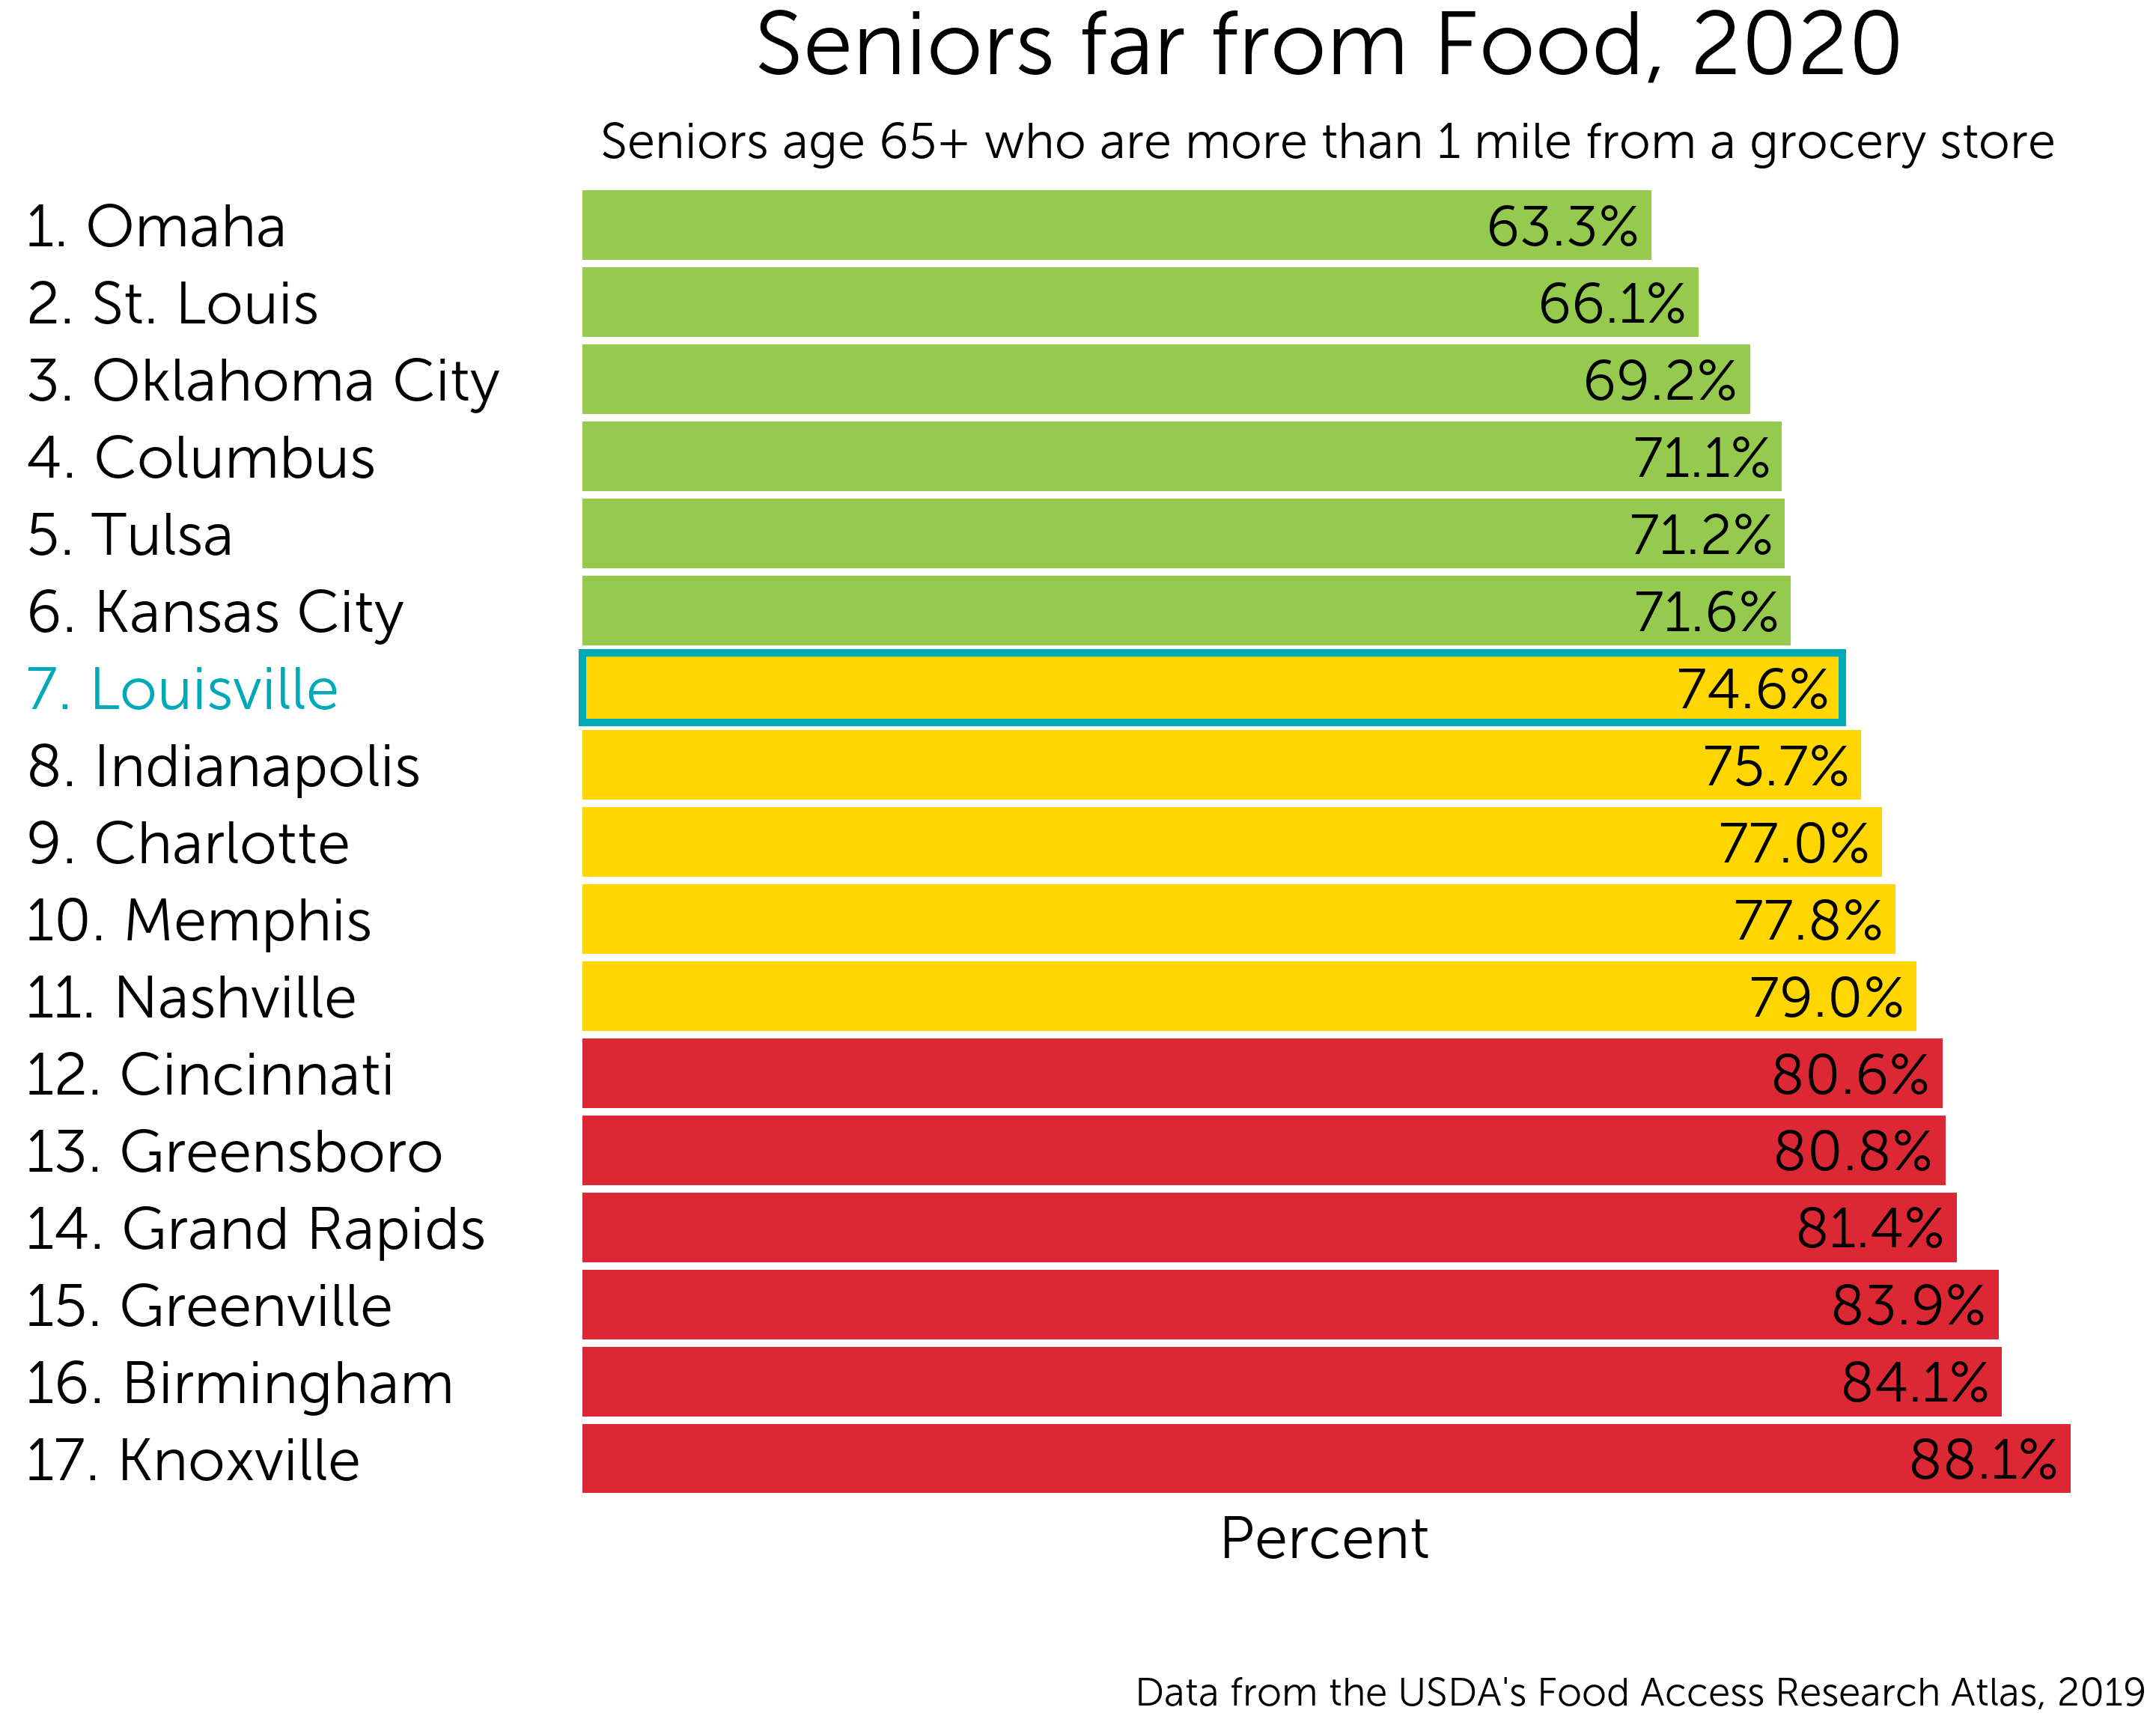 Seniors far from Food, 2020
Seniors age 65+ who are more than 1 mile from a grocery store
1. Omaha 63.3%
2. St. Louis 66.1%
3. Oklahoma City 69.2%
4. Columbus 71.1%
5. Tulsa 71.2%
6. Kansas City 71.6%
7. Louisville 74.6%
8. Indianapolis 75.7%
9. Charlotte 77.0%
10. Memphis 77.8%
11. Nashville 79.0%
12. Cincinnati 80.6%
13. Greensboro 80.8%
14. Grand Rapids 81.4%
15. Greenville 83.9%
16. Birmingham 84.1%
17. Knoxville 88.1%
Percent
Data from the USDA's Food Access Research Atlas, 2019